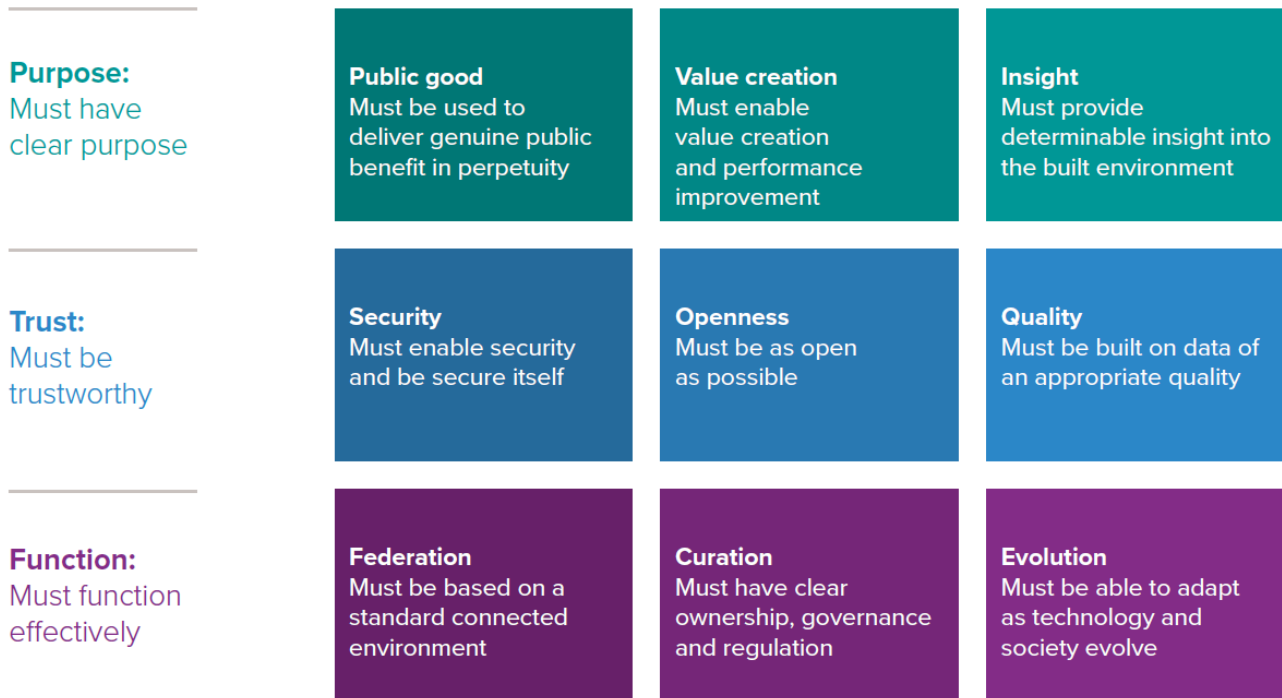 Purpose:
Must have
clear purpose
Public good
Must be used to
deliver genuine public
benefit in perpetuity
Value creation
Must enable
value creation
and performance
improvement
Insight
Must provide
determinable insight into
the built environment
Trust:
Must be
trustworthy
Security
Must enable security
and be secure itself
Openness
Must be as open
as possible
Quality
Must be built on data of
an appropriate quality
Function:
Must function
effectively
Federation
Must be based on a
standard connected
environment
Curation
Must have clear
ownership, governance
and regulation
Evolution
Must be able to adapt
as technology and
society evolve